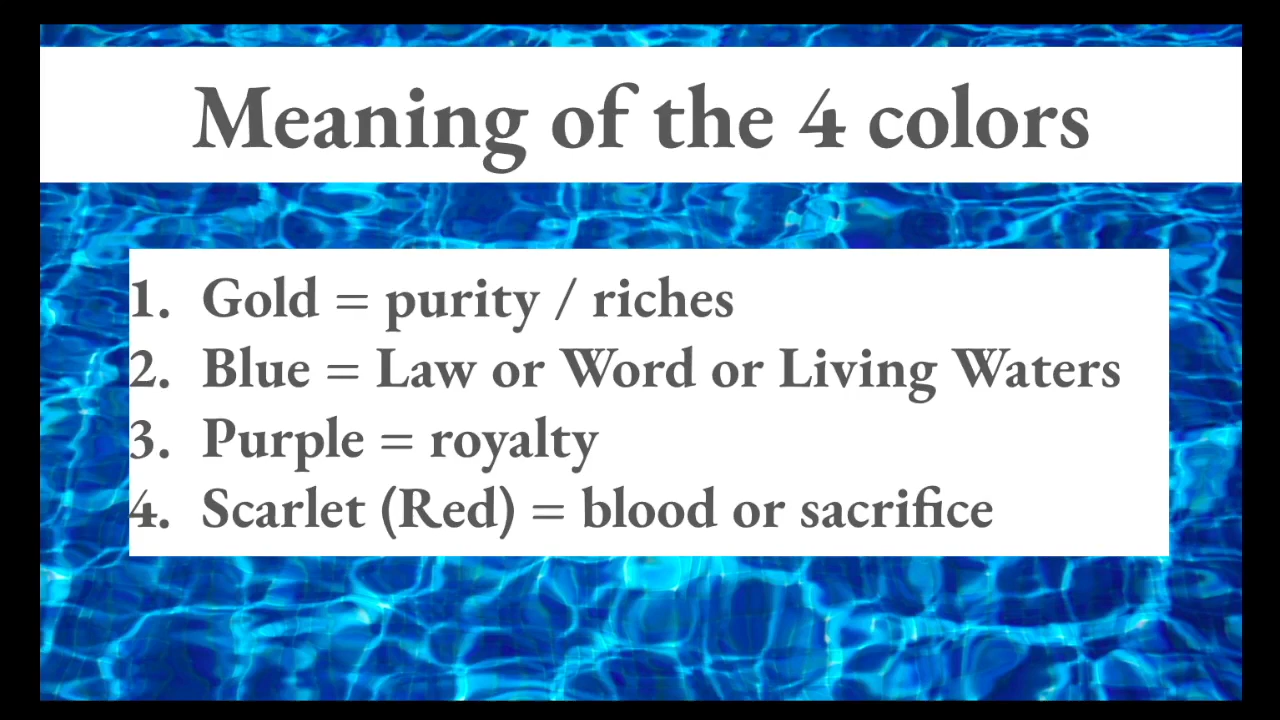 Meaning of the 4 colors
1. Gold = purity / riches
2. Blue = Law or Word or Living Waters
3. Purple = royalty
4. Scarlet (Red) = blood or sacrifice